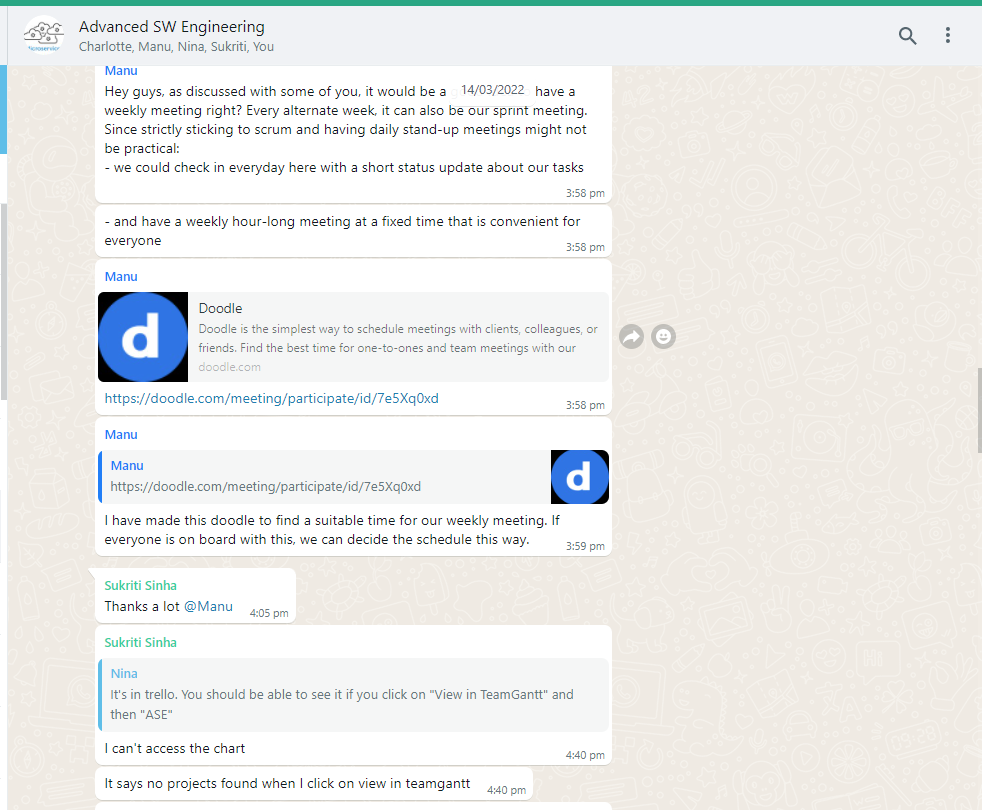 Advanced SW Engineering
Charlotte, Manu, Nina, Sukriti, You
Manu
Hey guys, as discussed with some of you, it would be a 14/03/2022 have a
weekly meeting right? Every alternate week, it can also be our sprint meeting.
Since strictly sticking to scrum and having daily stand-up meetings might not
be practical:
- we could check in everyday here with a short status update about our tasks
3:58 pm
- and have a weekly hour-long meeting at a fixed time that is convenient for
everyone
3:58 pm
Manu
d
Doodle
Doodle is the simplest way to schedule meetings with clients, colleagues, or
friends. Find the best time for one-to-ones and team meetings with our
doodle.com
https://doodle.com/meeting/participate/id/7e5Xq0xd
3:58 pm
Manu
Manu
https://doodle.com/meeting/participate/id/7e5Xq0xd
d
I have made this doodle to find a suitable time for our weekly meeting. If
everyone is on board with this, we can decide the schedule this way.
3:59 pm
Sukriti Sinha
Thanks a lot @Manu
4:05 pm
Sukriti Sinha
Nina
It's in trello. You should be able to see it if you click on "View in TeamGantt" and
then "ASE"
I can't access the chart
4:40 pm
It says no projects found when I click on view in teamgantt
4:40 pm